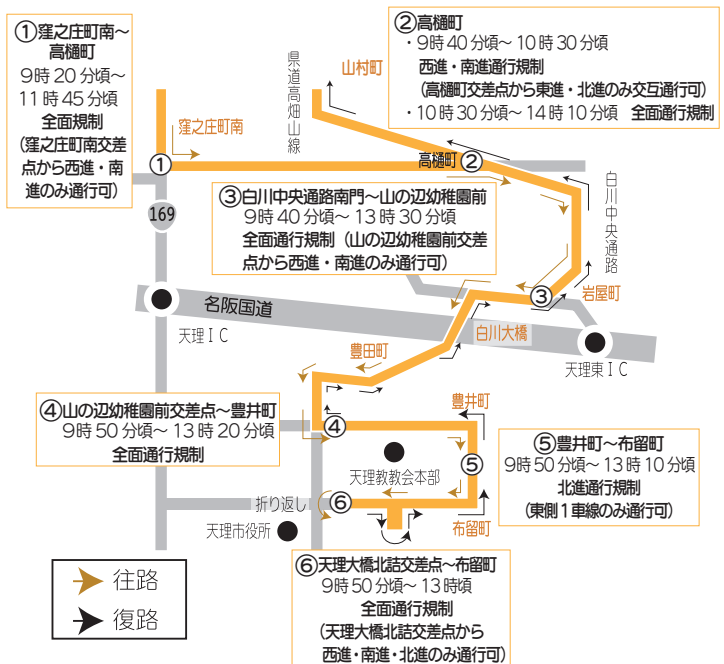 ①窪之庄町南～
高樋町
9時20分頃～
11時45分頃
全面規制
(窪之庄町南交差
点から西進・南
進のみ通行可)
②高樋町
・9時40分頃～10時30分頃
西進・南進通行規制
(高樋町交差点から東進・北進のみ交互通行可)
・10時30分頃～14時10分頃 全面通行規制
県道高畑山線
山村町
窪之庄町南
①
高樋町
②
169
③白川中央通路南門～山の辺幼稚園前
9時40分頃～13時30分頃
全面通行規制(山の辺幼稚園前交差
点から西進・南進のみ通行可)
白川中央通路
③
岩屋町
名阪国道
天理IC
白川大橋
天理東IC
豊田町
④山の辺幼稚園前交差点～豊井町
9時50分頃～13時20分頃
全面通行規制
④
豊井町
天理教教会本部
⑤
⑤豊井町～布留町
9時50分頃～13時10分頃
北進通行規制
(東側1車線のみ通行可)
折り返し
⑥
天理市役所
布留町
⑥天理大橋北詰交差点～布留町
9時50分頃～13時頃
全面通行規制
(天理大橋北詰交差点から
西進・南進・北進のみ通行可)
往路
復路